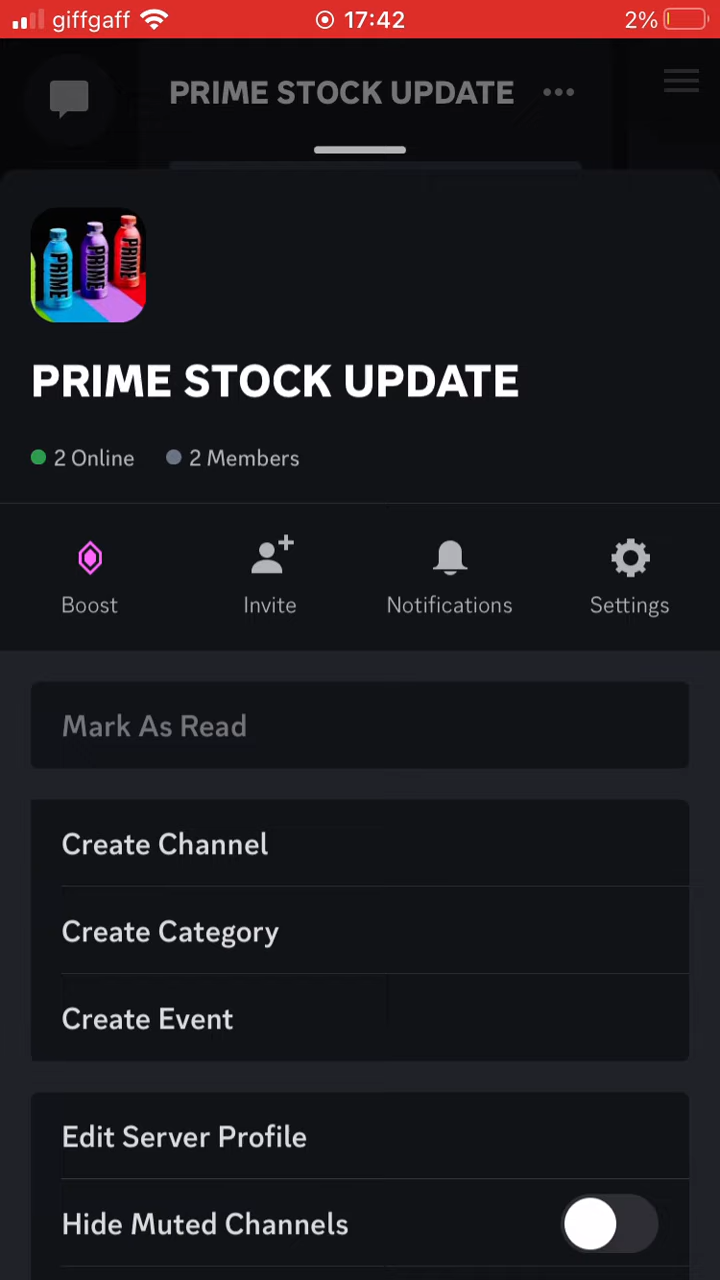 giffgaff 17:42 2%
PRIME STOCK UPDATE
PRIME PRIME PRIME
PRIME STOCK UPDATE
2 Online 2 Members
Boost Invite Notifications Settings
Mark As Read
Create Channel
Create Category
Create Event
Edit Server Profile
Hide Muted Channels